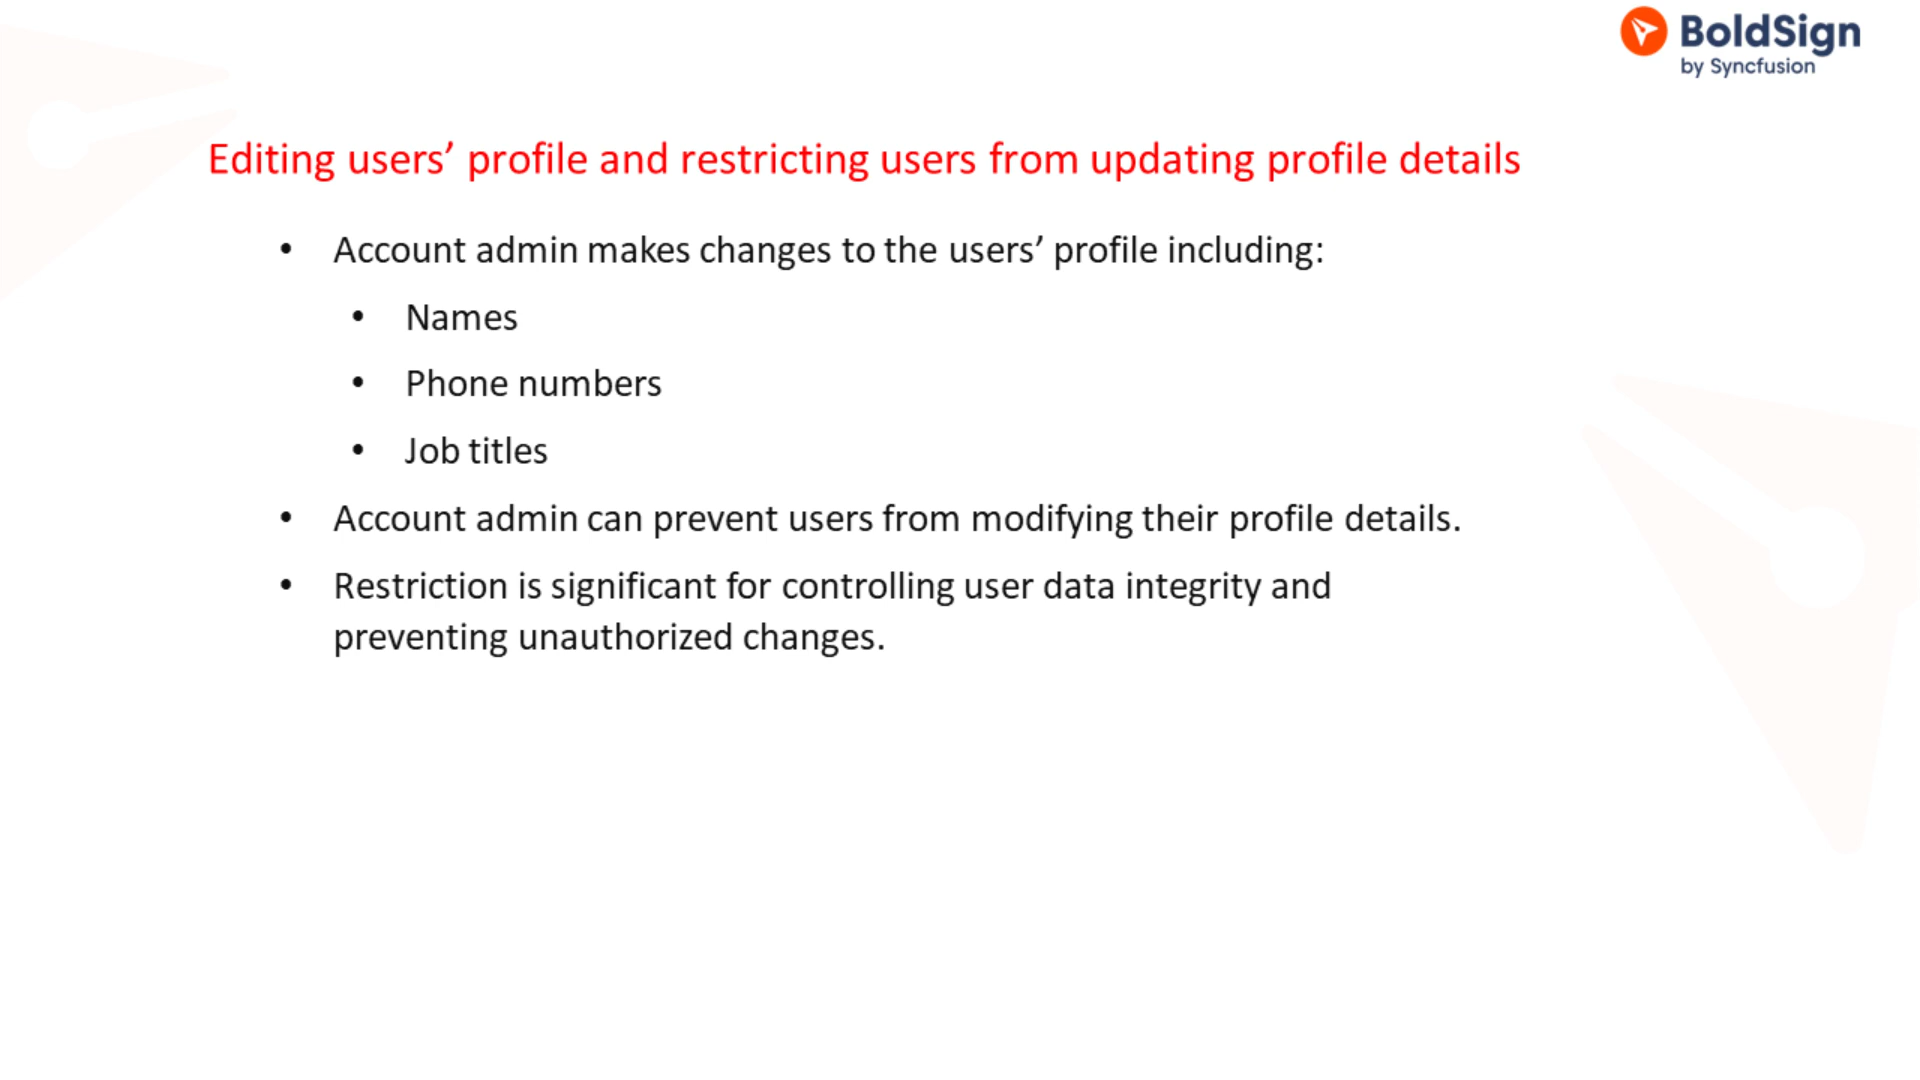 BoldSign
by Syncfusion
Editing users’ profile and restricting users from updating profile details
• Account admin makes changes to the users’ profile including:
• Names
• Phone numbers
• Job titles
• Account admin can prevent users from modifying their profile details.
• Restriction is significant for controlling user data integrity and
preventing unauthorized changes.